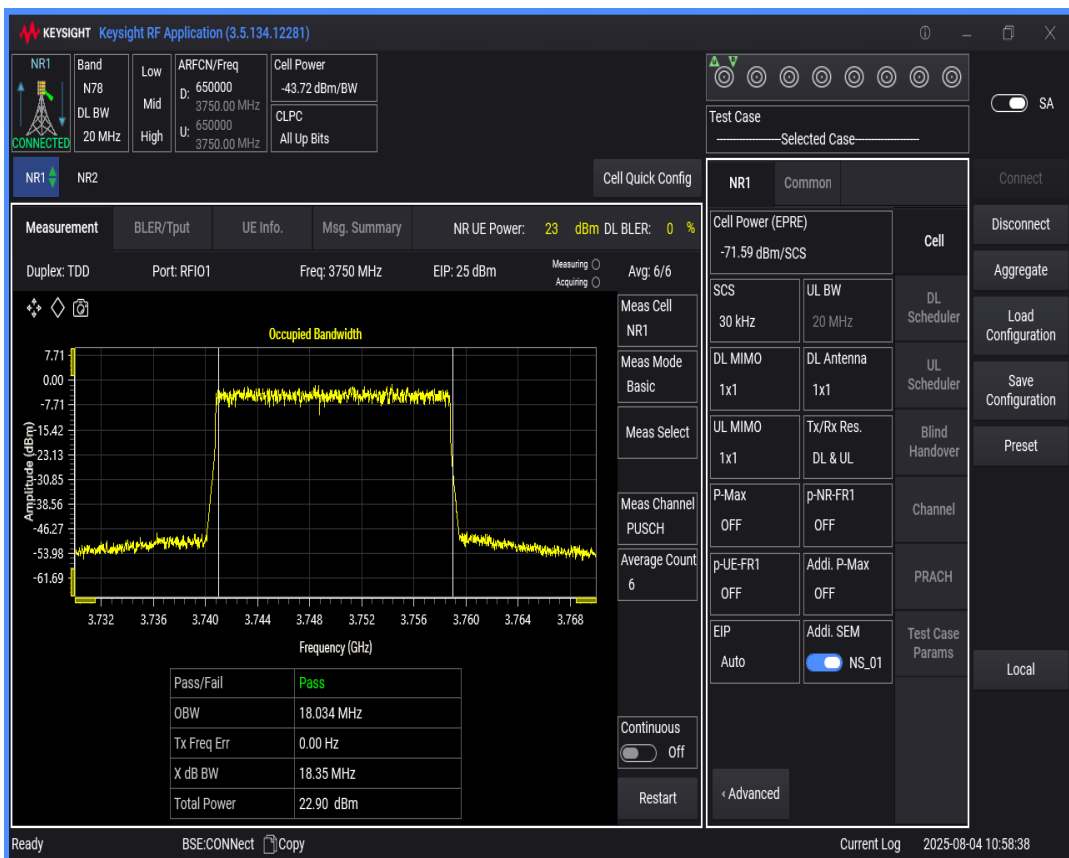 KEYSIGHT Keysight RF Application (3.5.134.12281)
NR1
CONNECTED
Band
N78
DL BW
20 MHz
Low
Mid
High
ARFCN/Freq
D: 650000
3750.00 MHz
U: 650000
3750.00 MHz
Cell Power
-43.72 dBm/BW
CLPC
All Up Bits
Test Case
Selected Case
SA
NR1
NR2
Cell Quick Config
NR1
Common
Connect
Disconnect
Aggregate
Load
Configuration
Save
Configuration
Preset
Local
Measurement
BLER/Tput
UE Info.
Msg. Summary
NR UE Power: 23 dBm DL BLER: 0 %
Duplex: TDD
Port: RFIO1
Freq: 3750 MHz
EIP: 25 dBm
Measuring
Acquiring
Avg: 6/6
Occupied Bandwidth
Amplitude (dBm)
7.71
0.00
-7.71
-15.42
-23.13
-30.85
-38.56
-46.27
-53.98
-61.69
3.732 3.736 3.740 3.744 3.748 3.752 3.756 3.760 3.764 3.768
Frequency (GHz)
Pass/Fail Pass
OBW 18.034 MHz
Tx Freq Err 0.00 Hz
X dB BW 18.35 MHz
Total Power 22.90 dBm
Meas Cell
NR1
Meas Mode
Basic
Meas Select
Meas Channel
PUSCH
Average Count
6
Continuous
Off
Restart
Cell Power (EPRE)
-71.59 dBm/SCS
SCS
30 kHz
UL BW
20 MHz
DL MIMO
1x1
DL Antenna
1x1
UL MIMO
1x1
Tx/Rx Res.
DL & UL
P-Max
OFF
p-NR-FR1
OFF
p-UE-FR1
OFF
Addi. P-Max
OFF
EIP
Auto
Addi. SEM
NS_01
‹ Advanced
Cell
DL
Scheduler
UL
Scheduler
Blind
Handover
Channel
PRACH
Test Case
Params
Ready
BSE:CONNect
Copy
Current Log
2025-08-04 10:58:38